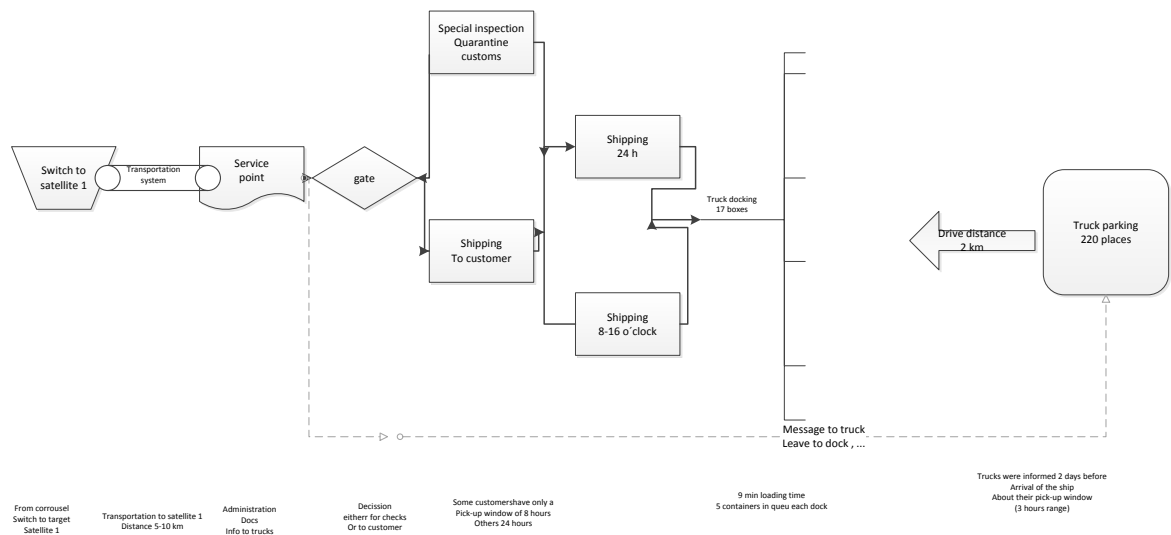 Special inspection
Quarantine
customs
Switch to
satellite 1
Transportation
system
Service
point
gate
Shipping
24 h
Shipping
To customer
Truck docking
17 boxes
Drive distance
2 km
Truck parking
220 places
Shipping
8-16 o´clock
Message to truck
Leave to dock , ...
From corrousel
Switch to target
Satellite 1
Transportation to satellite 1
Distance 5-10 km
Administration
Docs
Info to trucks
Decission
eitherr for checks
Or to customer
Some customershave only a
Pick-up window of 8 hours
Others 24 hours
9 min loading time
5 containers in queu each dock
Trucks were informed 2 days before
Arrival of the ship
About their pick-up window
(3 hours range)